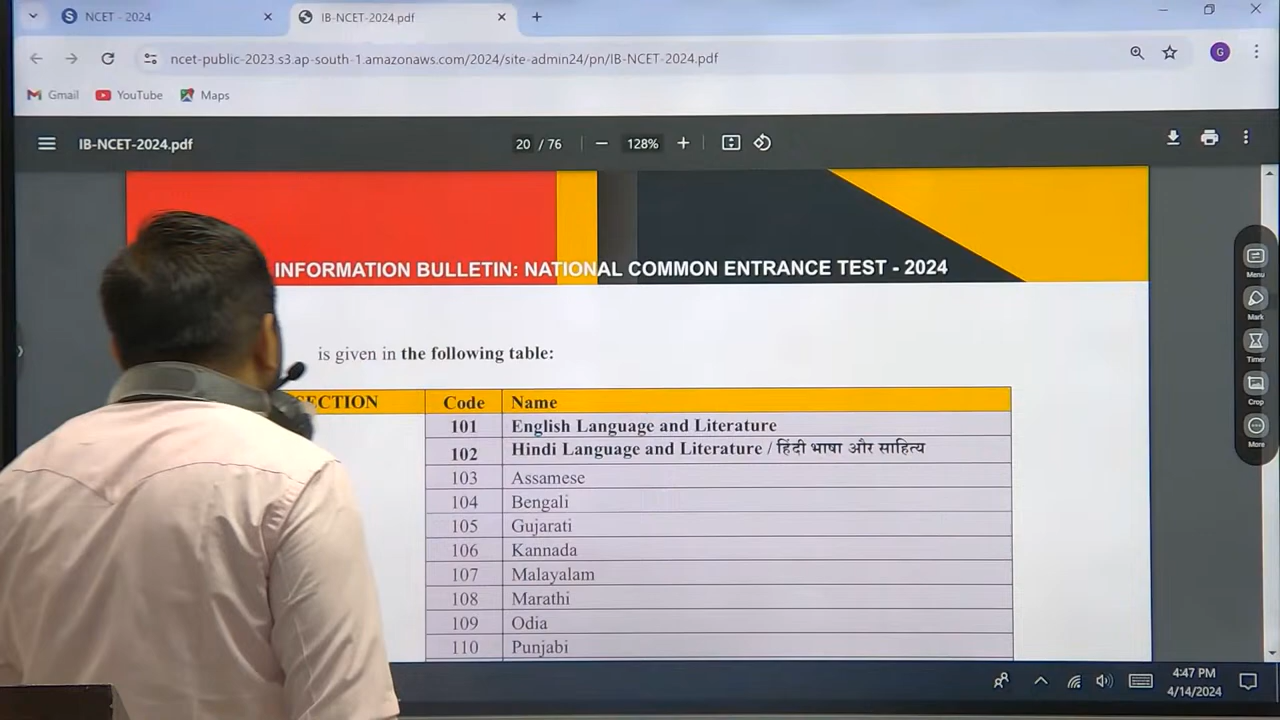 NCET - 2024
IB-NCET-2024.pdf
ncet-public-2023.s3.ap-south-1.amazonaws.com/2024/site-admin24/pn/IB-NCET-2024.pdf
G
Gmail YouTube Maps
IB-NCET-2024.pdf
20 / 76
128%
INFORMATION BULLETIN: NATIONAL COMMON ENTRANCE TEST - 2024
is given in the following table:
SECTION Code Name
101 English Language and Literature
102 Hindi Language and Literature / हिंदी भाषा और साहित्य
103 Assamese
104 Bengali
105 Gujarati
106 Kannada
107 Malayalam
108 Marathi
109 Odia
110 Punjabi
Menu
Mark
Timer
Crop
More
4:47 PM
4/14/2024